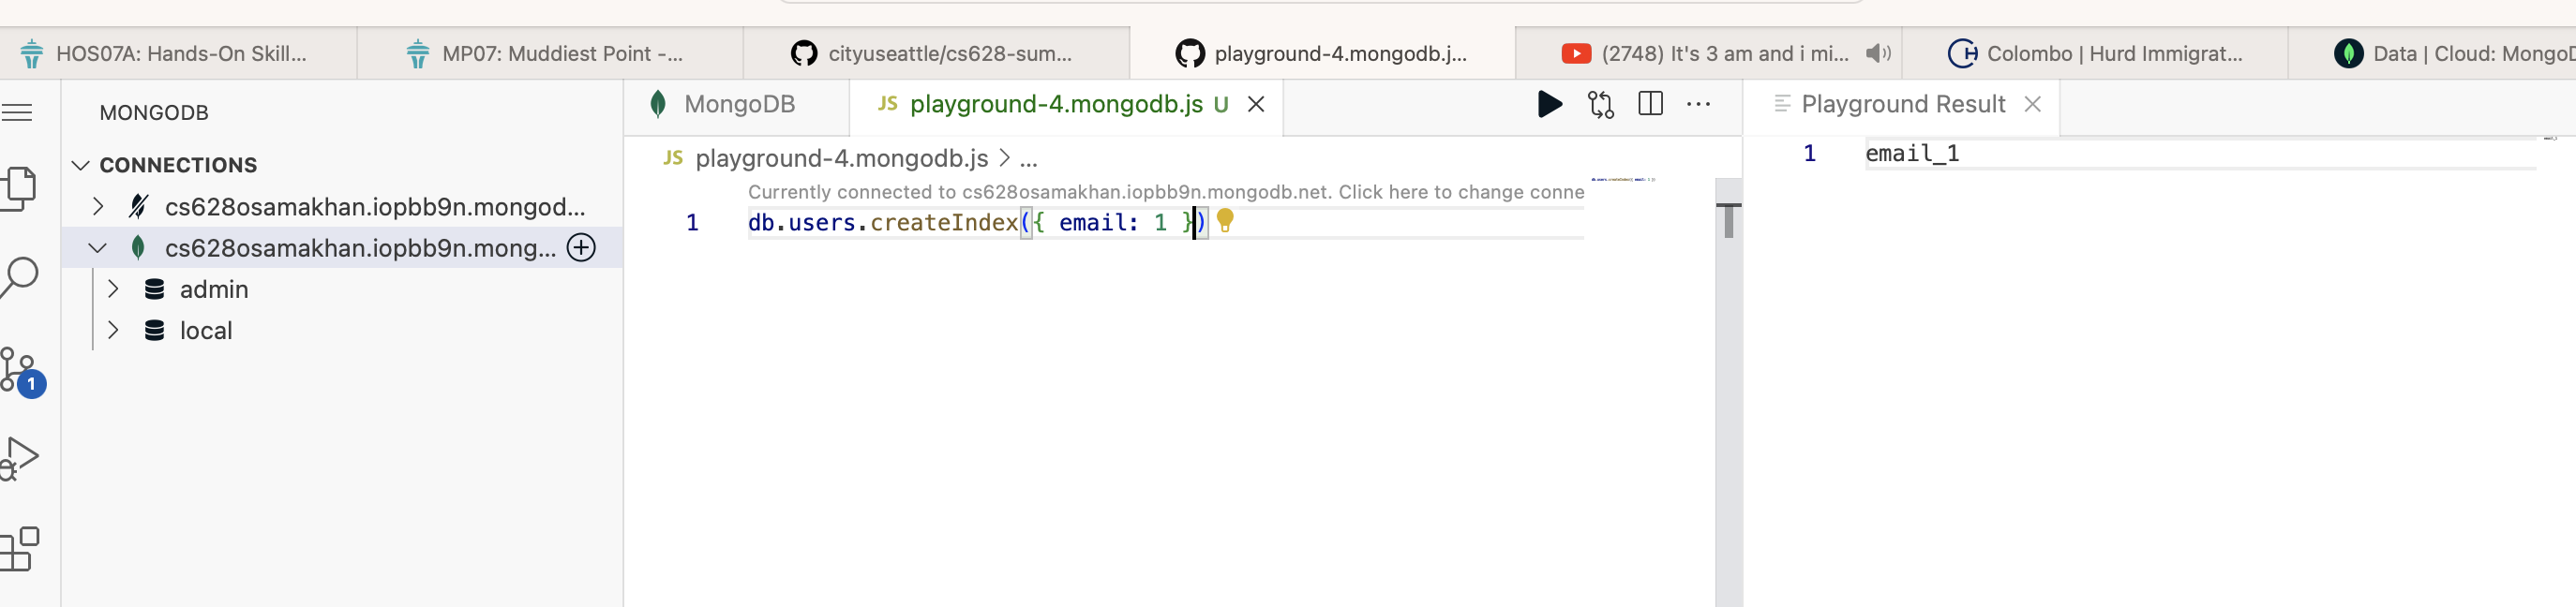 HOS07A: Hands-On Skill...
MP07: Muddiest Point -...
cityuseattle/cs628-sum...
playground-4.mongodb.j...
(2748) It's 3 am and i mi...
Colombo | Hurd Immigrat...
Data | Cloud: MongoD
MONGODB
CONNECTIONS
cs628osamakhan.iopbb9n.mongod...
cs628osamakhan.iopbb9n.mong...
admin
local
1
MongoDB
JS playground-4.mongodb.js U
JS playground-4.mongodb.js > ...
Currently connected to cs628osamakhan.iopbb9n.mongodb.net. Click here to change conne
1 db.users.createIndex({ email: 1 })
Playground Result
1 email_1